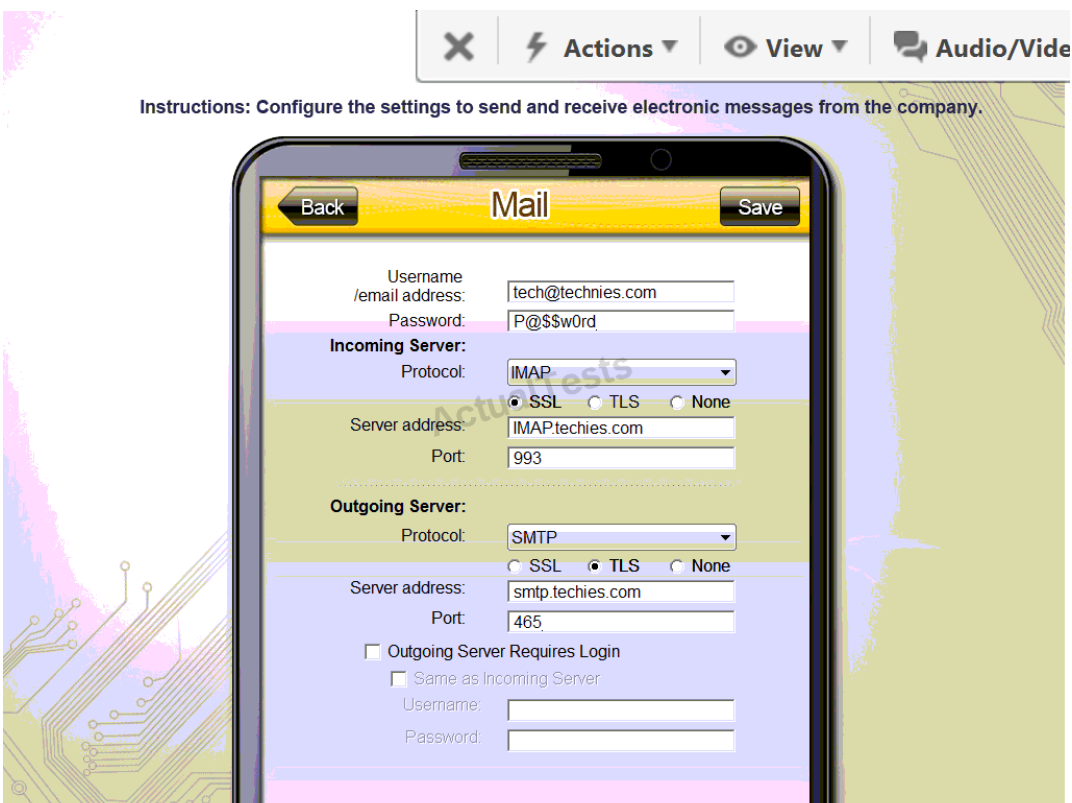 Actions View Audio/Vide
Instructions: Configure the settings to send and receive electronic messages from the company.
Back Mail Save
Username
/email address: tech@technies.com
Password: P@$$w0rd
Incoming Server:
Protocol: IMAP
SSL TLS None
Server address: IMAP.techies.com
Port: 993
Outgoing Server:
Protocol: SMTP
SSL TLS None
Server address: smtp.techies.com
Port: 465
Outgoing Server Requires Login
Same as Incoming Server
Username:
Password:
ActualTests